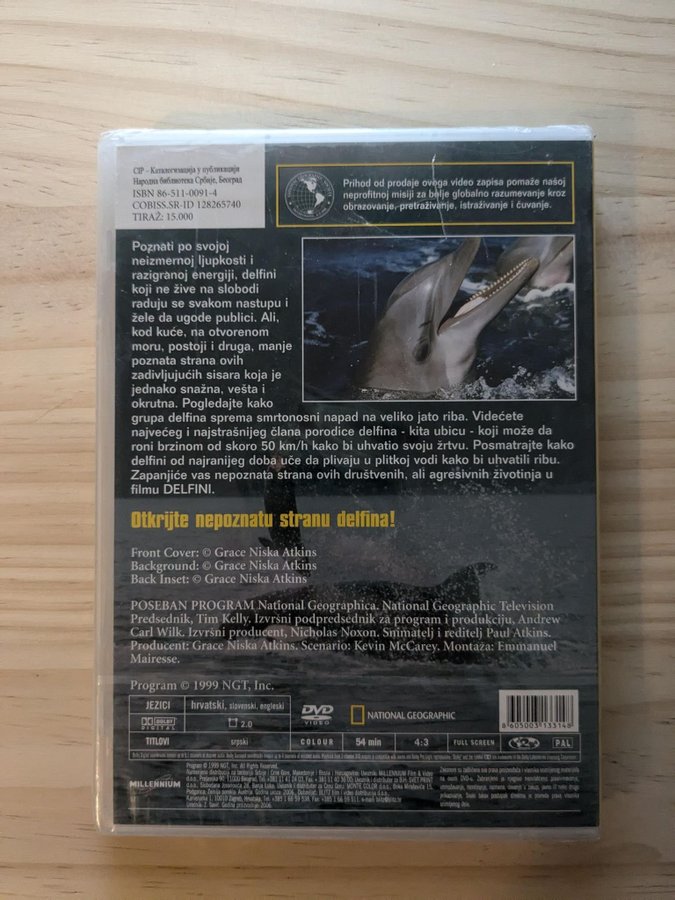 CIP – Каталогизација у публикацији
Народна библиотека Србије, Београд
ISBN 86-511-0091-4
COBISS.SR-ID 128265740
TIRAŽ: 15.000
Prihod od prodaje ovoga video zapisa pomaže našoj
neprofitnoj misiji za bolje globalno razumevanje kroz
obrazovanje, pretraživanje, istraživanje i čuvanje.
Poznati po svojoj
neizmernoj ljupkosti i
razigranoj energiji, delfini
koji ne žive na slobodi
raduju se svakom nastupu i
žele da ugode publici. Ali,
kod kuće, na otvorenom
moru, postoji i druga, manje
poznata strana ovih
zadivljujućih sisara koja je
jednako snažna, vešta i
okrutna. Pogledajte kako
grupa delfina sprema smrtonosni napad na veliko jato riba. Videćete
najvećeg i najstrašnijeg člana porodice delfina - kita ubicu - koji može da
roni brzinom od skoro 50 km/h kako bi uhvatio svoju žrtvu. Posmatrajte kako
delfini od najranijeg doba uče da plivaju u plitkoj vodi kako bi uhvatili ribu.
Zapanjiće vas nepoznata strana ovih društvenih, ali agresivnih životinja u
filmu DELFINI.
Otkrijte nepoznatu stranu delfina!
Front Cover: © Grace Niska Atkins
Background: © Grace Niska Atkins
Back Inset: © Grace Niska Atkins
POSEBAN PROGRAM National Geographica. National Geographic Television
Predsednik, Tim Kelly. Izvršni podpredsednik za program i produkciju, Andrew
Carl Wilk. Izvršni producent, Nicholas Noxon. Snimatelj i reditelj Paul Atkins.
Producent: Grace Niska Atkins. Scenario: Kevin McCarey. Montaža: Emmanuel
Mairesse.
Program © 1999 NGT, Inc.
JEZICI hrvatski, slovenski, engleski
DOLBY DIGITAL 2.0
DVD VIDEO
NATIONAL GEOGRAPHIC
8605003133148
TITLOVI srpski COLOUR 54 min 4:3 FULL SCREEN 2 PAL
MILLENNIUM
Program © 1999 NGT, Inc. All Rights Reserved.